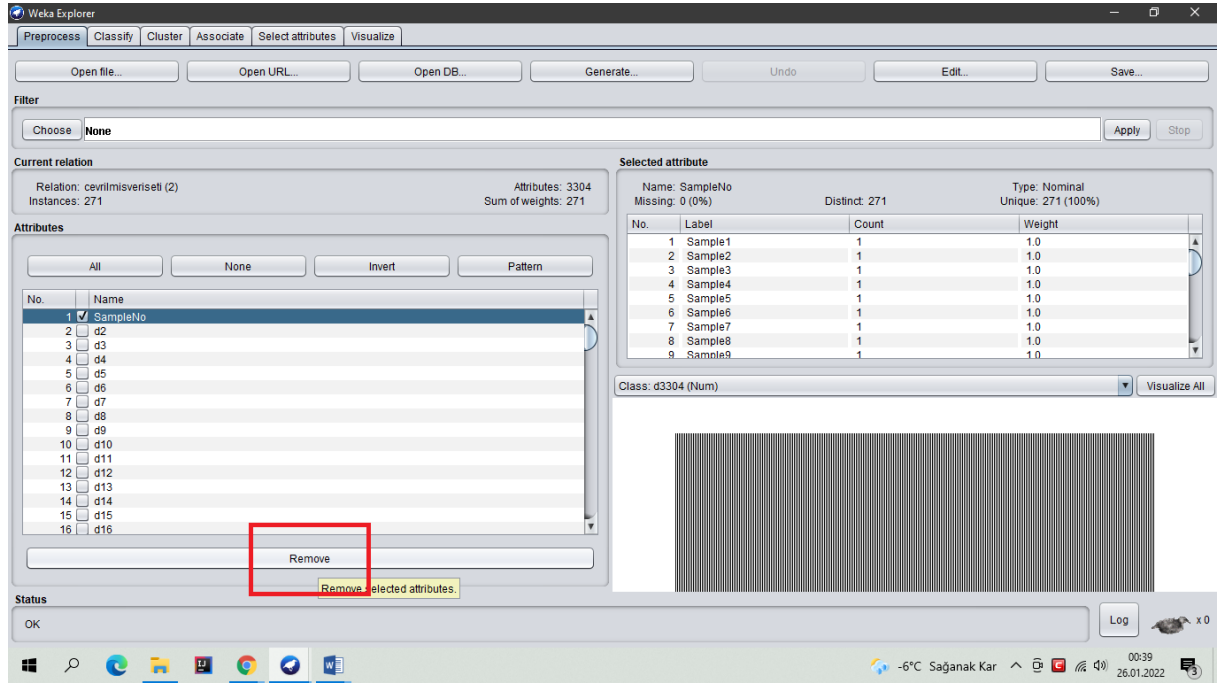 Weka Explorer
Preprocess Classify Cluster Associate Select attributes Visualize
Open file... Open URL... Open DB... Generate... Undo Edit... Save...
Filter
Choose None Apply Stop
Current relation
Relation: cevrilmisveriseti (2) Attributes: 3304
Instances: 271 Sum of weights: 271
Attributes
All None Invert Pattern
No. Name
1 SampleNo
2 d2
3 d3
4 d4
5 d5
6 d6
7 d7
8 d8
9 d9
10 d10
11 d11
12 d12
13 d13
14 d14
15 d15
16 d16
Remove
Remove selected attributes.
Selected attribute
Name: SampleNo Type: Nominal
Missing: 0 (0%) Distinct: 271 Unique: 271 (100%)
No. Label Count Weight
1 Sample1 1 1.0
2 Sample2 1 1.0
3 Sample3 1 1.0
4 Sample4 1 1.0
5 Sample5 1 1.0
6 Sample6 1 1.0
7 Sample7 1 1.0
8 Sample8 1 1.0
9 Sample9 1 1.0
Class: d3304 (Num) Visualize All
Status
OK Log x 0
-6°C Sağanak Kar 00:39
26.01.2022 3